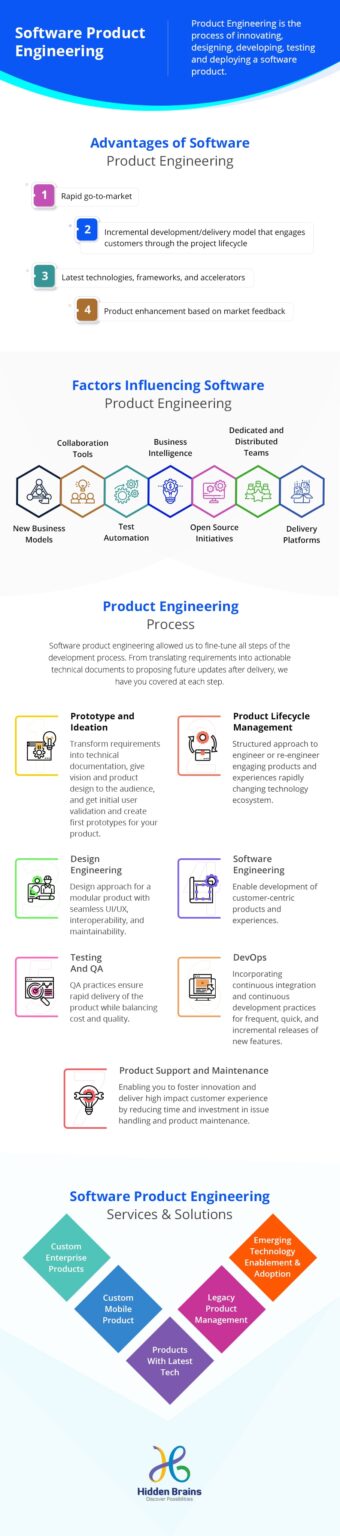 Software Product
Engineering
Product Engineering is the
process of innovating,
designing, developing, testing
and deploying a software
product.
Advantages of Software
Product Engineering
1
Rapid go-to-market
2
Incremental development/delivery model that engages
customers through the project lifecycle
3
Latest technologies, frameworks, and accelerators
4
Product enhancement based on market feedback
Factors Influencing Software
Product Engineering
Collaboration
Tools
Business
Intelligence
Dedicated and
Distributed
Teams
New Business
Models
Test
Automation
Open Source
Initiatives
Delivery
Platforms
Product Engineering
Process
Software product engineering allowed us to fine-tune all steps of the
development process. From translating requirements into actionable
technical documents to proposing future updates after delivery, we
have you covered at each step.
Prototype and
Ideation
Transform requirements
into technical
documentation, give
vision and product
design to the audience,
and get initial user
validation and create
first prototypes for your
product.
Product Lifecycle
Management
Structured approach to
engineer or re-engineer
engaging products and
experiences rapidly
changing technology
ecosystem.
Design
Engineering
Design approach for a
modular product with
seamless UI/UX,
interoperability, and
maintainability.
Software
Engineering
Enable development of
customer-centric
products and
experiences.
Testing
And QA
QA practices ensure
rapid delivery of the
product while balancing
cost and quality.
DevOps
Incorporating
continuous integration
and continuous
development practices
for frequent, quick, and
incremental releases of
new features.
Product Support and Maintenance
Enabling you to foster innovation and
deliver high impact customer experience
by reducing time and investment in issue
handling and product maintenance.
Software Product Engineering
Services & Solutions
Custom
Enterprise
Products
Custom
Mobile
Product
Products
With Latest
Tech
Legacy
Product
Management
Emerging
Technology
Enablement &
Adoption
Hidden Brains
Discover Possibilities